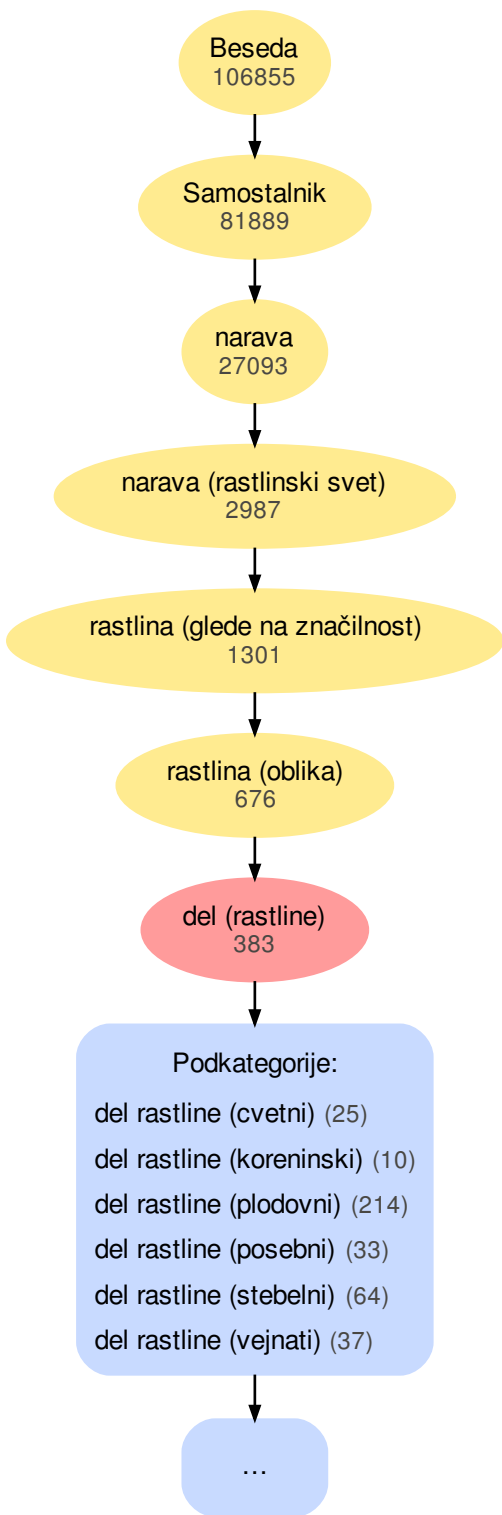 Beseda
106855
Samostalnik
81889
narava
27093
narava (rastlinski svet)
2987
rastlina (glede na značilnost)
1301
rastlina (oblika)
676
del (rastline)
383
Podkategorije:
del rastline (cvetni) (25)
del rastline (koreninski) (10)
del rastline (plodovni) (214)
del rastline (posebni) (33)
del rastline (stebelni) (64)
del rastline (vejnati) (37)
...